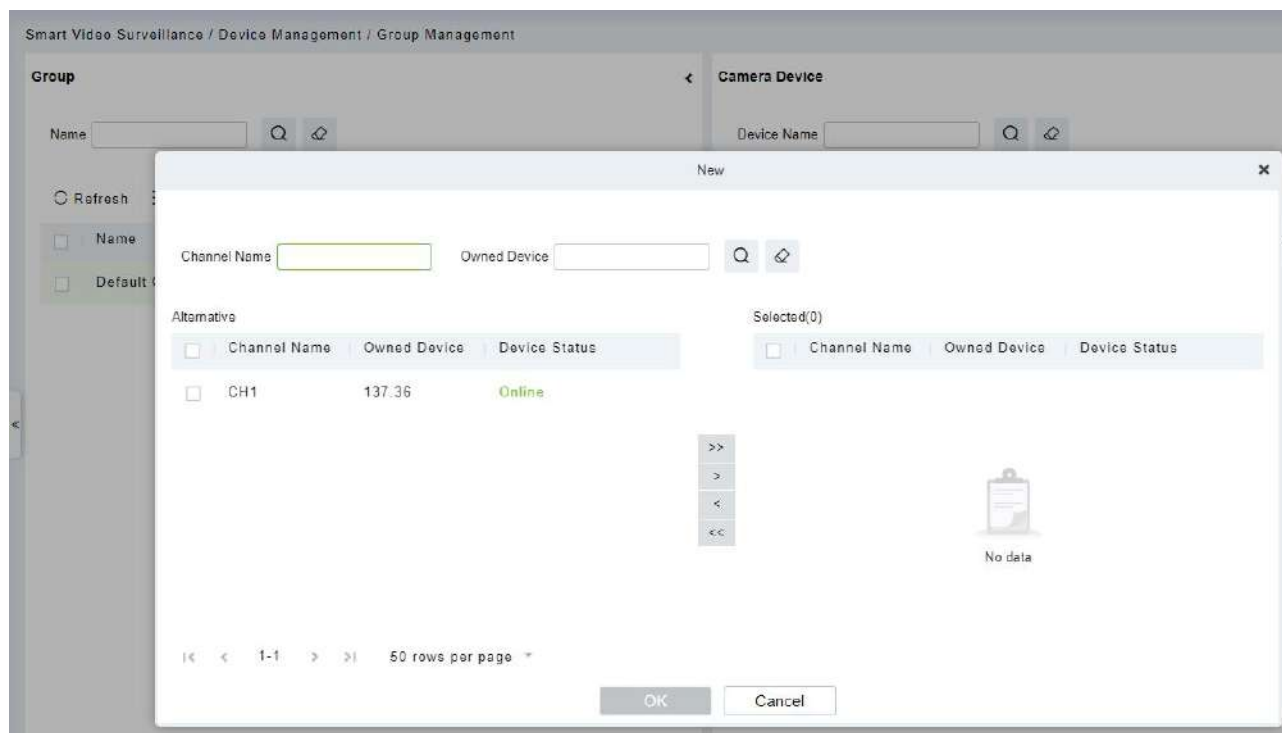 Smart Video Surveillance / Device Management / Group Management
Group
Camera Device
Name
Device Name
New
Refresh
Name
Channel Name
Owned Device
Default
Alternative
Selected(0)
Channel Name Owned Device Device Status
Channel Name Owned Device Device Status
CH1 137.36 Online
>>
>
<
<<
No data
1-1
50 rows per page
OK
Cancel